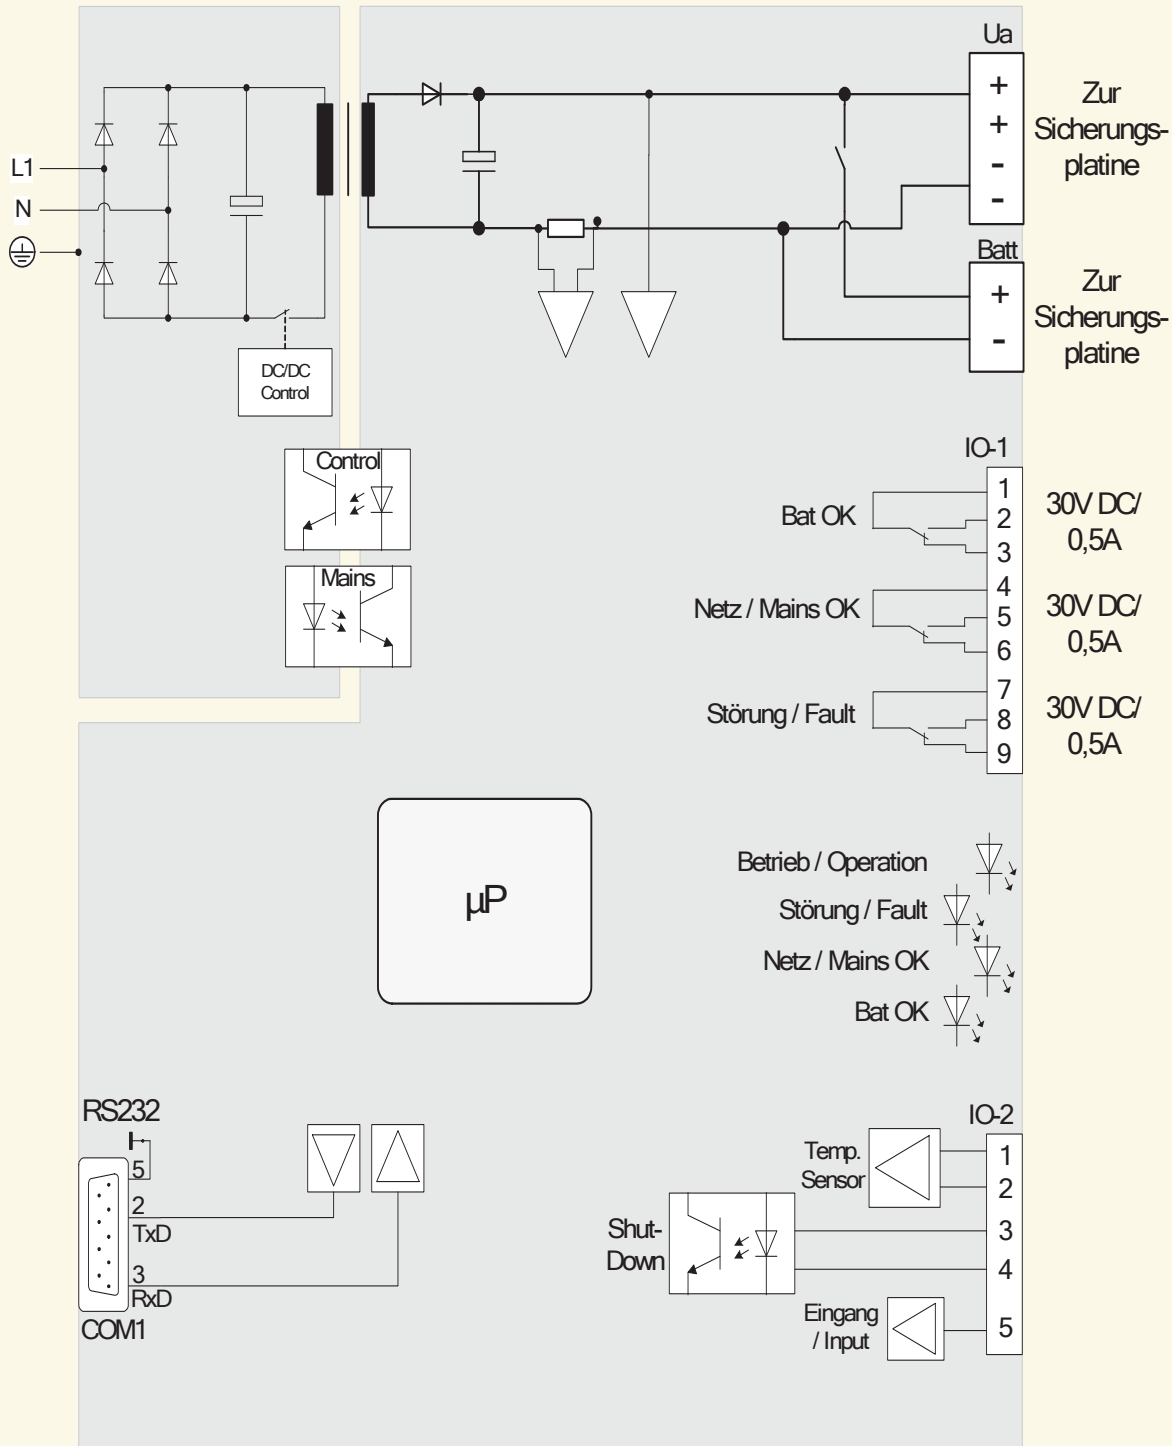 Ua
+
+
-
-
Zur
Sicherungs-
platine
L1
N
Batt
+
-
Zur
Sicherungs-
platine
DC/DC
Control
Control
Mains
IO-1
Bat OK
1
2
3
30V DC/
0,5A
Netz / Mains OK
4
5
6
30V DC/
0,5A
Störung / Fault
7
8
9
30V DC/
0,5A
µP
Betrieb / Operation
Störung / Fault
Netz / Mains OK
Bat OK
RS232
5
2
TxD
3
RxD
COM1
IO-2
Temp.
Sensor
1
2
Shut-
Down
3
4
Eingang
/ Input
5